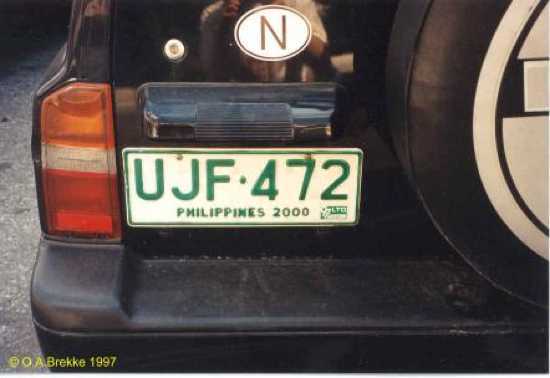 N
UJF·472
PHILIPPINES 2000 LTO
© O.A.Brekke 1997